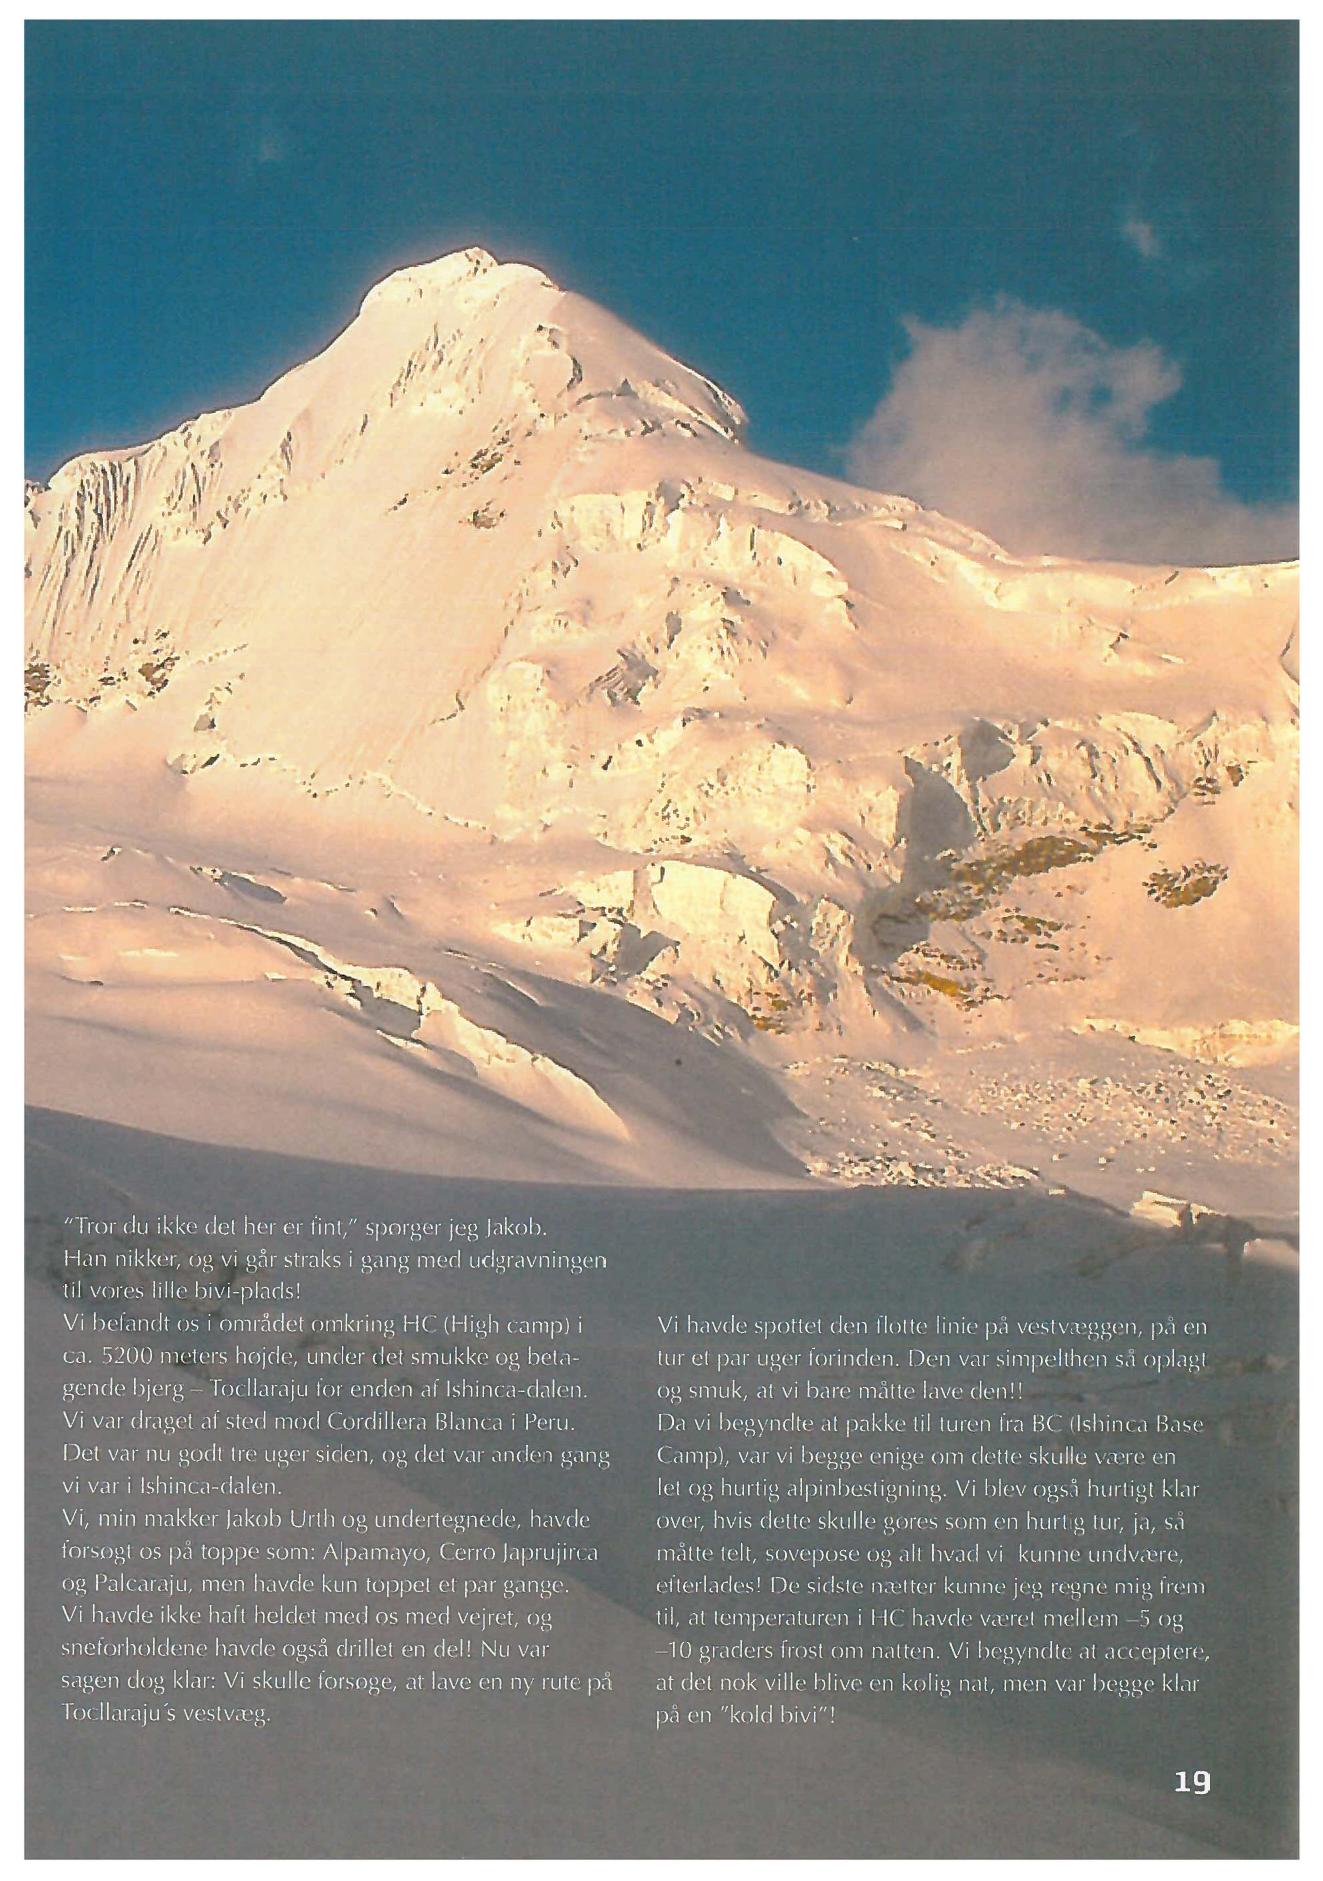 "Tror du ikke det her er fint," spørger jeg Jakob.
Han nikker, og vi går straks i gang med udgravningen
til vores lille bivi-plads!
Vi befandt os i området omkring HC (High camp) i
ca. 5200 meters højde, under det smukke og beta-
gende bjerg – Tocllaraju for enden af Ishinca-dalen.
Vi var draget af sted mod Cordillera Blanca i Peru.
Det var nu godt tre uger siden, og det var anden gang
vi var i Ishinca-dalen.
Vi, min makker Jakob Urth og undertegnede, havde
forsøgt os på toppe som: Alpamayo, Cerro Japrujirca
og Palcaraju, men havde kun toppet et par gange.
Vi havde ikke haft heldet med os med vejret, og
sneforholdene havde også drillet en del! Nu var
sagen dog klar: Vi skulle forsøge, at lave en ny rute på
Tocllaraju´s vestvæg.
Vi havde spottet den flotte linie på vestvæggen, på en
tur et par uger forinden. Den var simpelthen så oplagt
og smuk, at vi bare måtte lave den!!
Da vi begyndte at pakke til turen fra BC (Ishinca Base
Camp), var vi begge enige om dette skulle være en
let og hurtig alpinbestigning. Vi blev også hurtigt klar
over, hvis dette skulle gøres som en hurtig tur, ja, så
måtte telt, sovepose og alt hvad vi kunne undvære,
efterlades! De sidste nætter kunne jeg regne mig frem
til, at temperaturen i HC havde været mellem –5 og
–10 graders frost om natten. Vi begyndte at acceptere,
at det nok ville blive en kølig nat, men var begge klar
på en "kold bivi"!
19